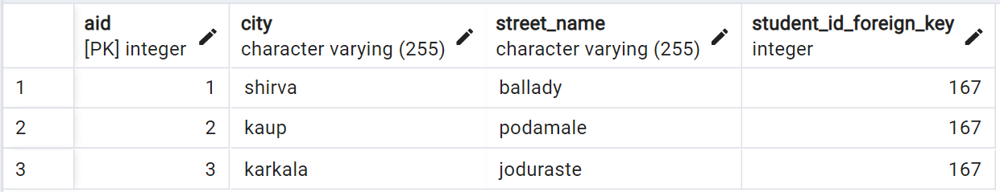 aid city street_name student_id_foreign_key
[PK] integer character varying (255) character varying (255) integer
1 1 shirva ballady 167
2 2 kaup podamale 167
3 3 karkala joduraste 167